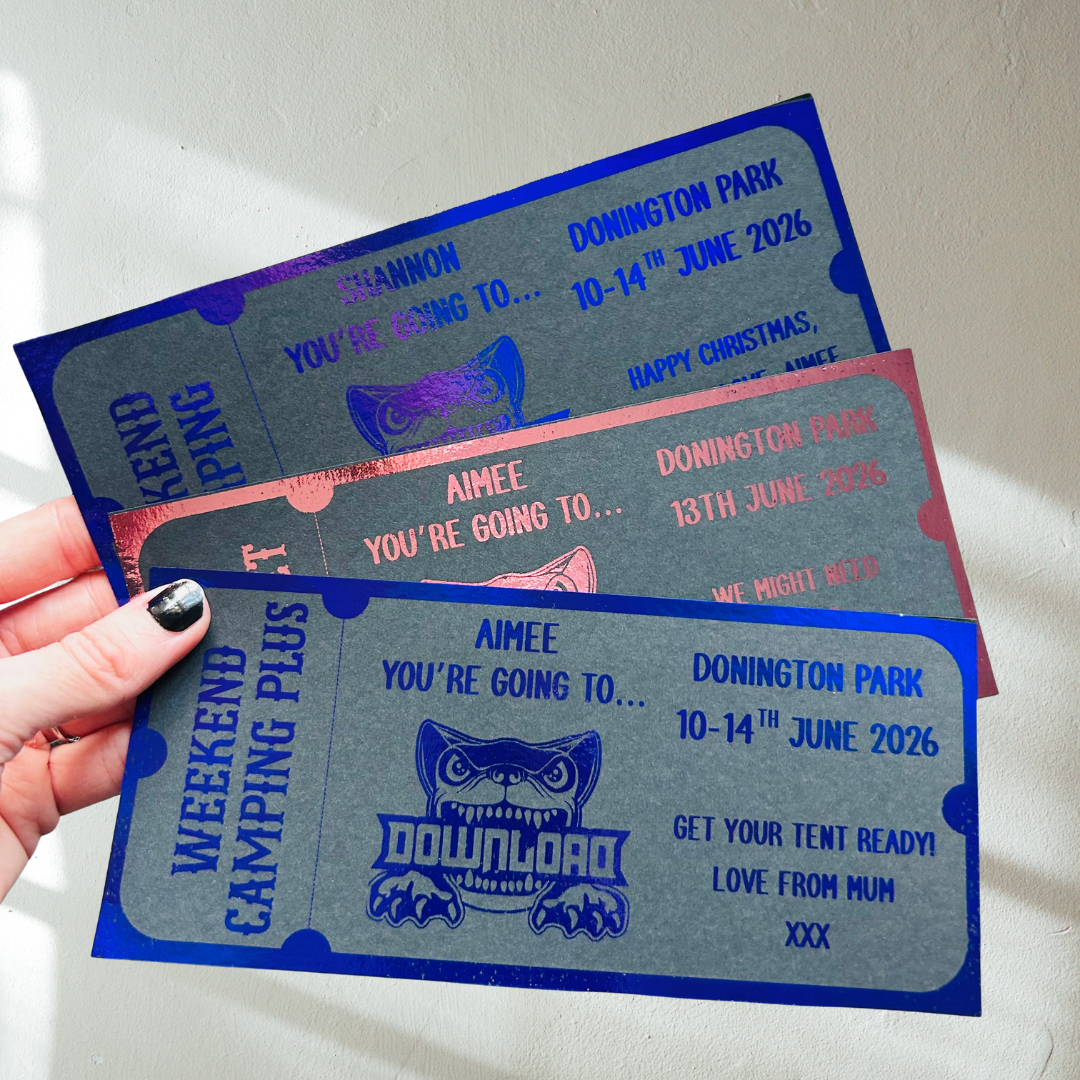 SHANNON
YOU'RE GOING TO...
DONINGTON PARK
10-14TH JUNE 2026
HAPPY CHRISTMAS,
AIMEE
AIMEE
YOU'RE GOING TO...
DONINGTON PARK
13TH JUNE 2026
WE MIGHT NEED
WEEKEND
CAMPING PLUS
AIMEE
YOU'RE GOING TO...
DOWNLOAD
DONINGTON PARK
10-14TH JUNE 2026
GET YOUR TENT READY!
LOVE FROM MUM
XXX